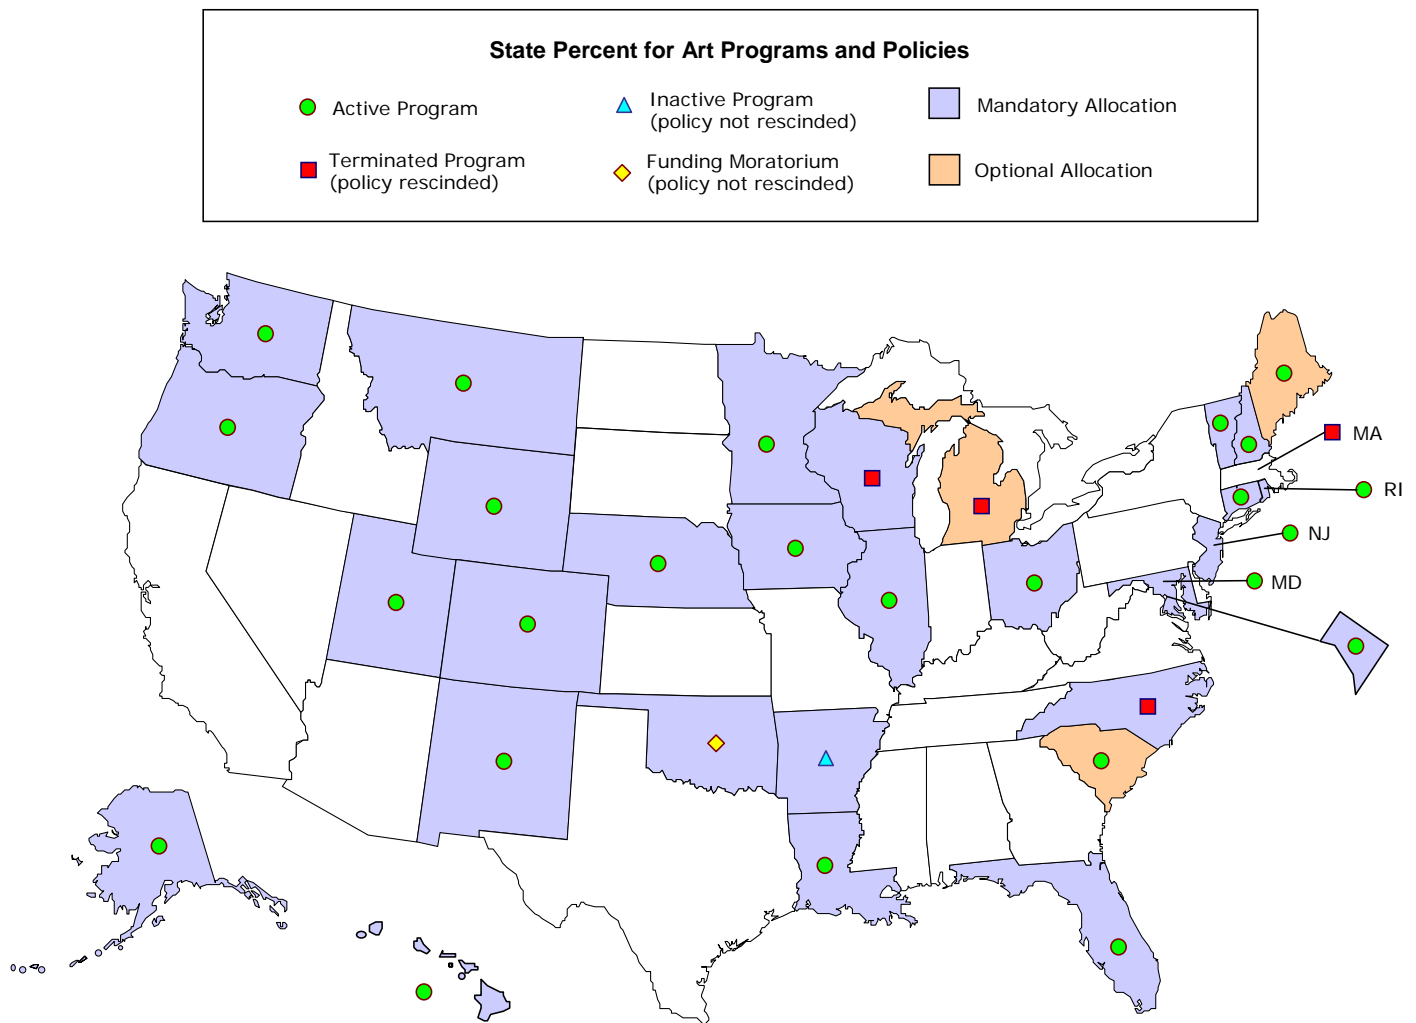 State Percent for Art Programs and Policies
Active Program
Inactive Program
(policy not rescinded)
Mandatory Allocation
Terminated Program
(policy rescinded)
Funding Moratorium
(policy not rescinded)
Optional Allocation
MA
RI
NJ
MD